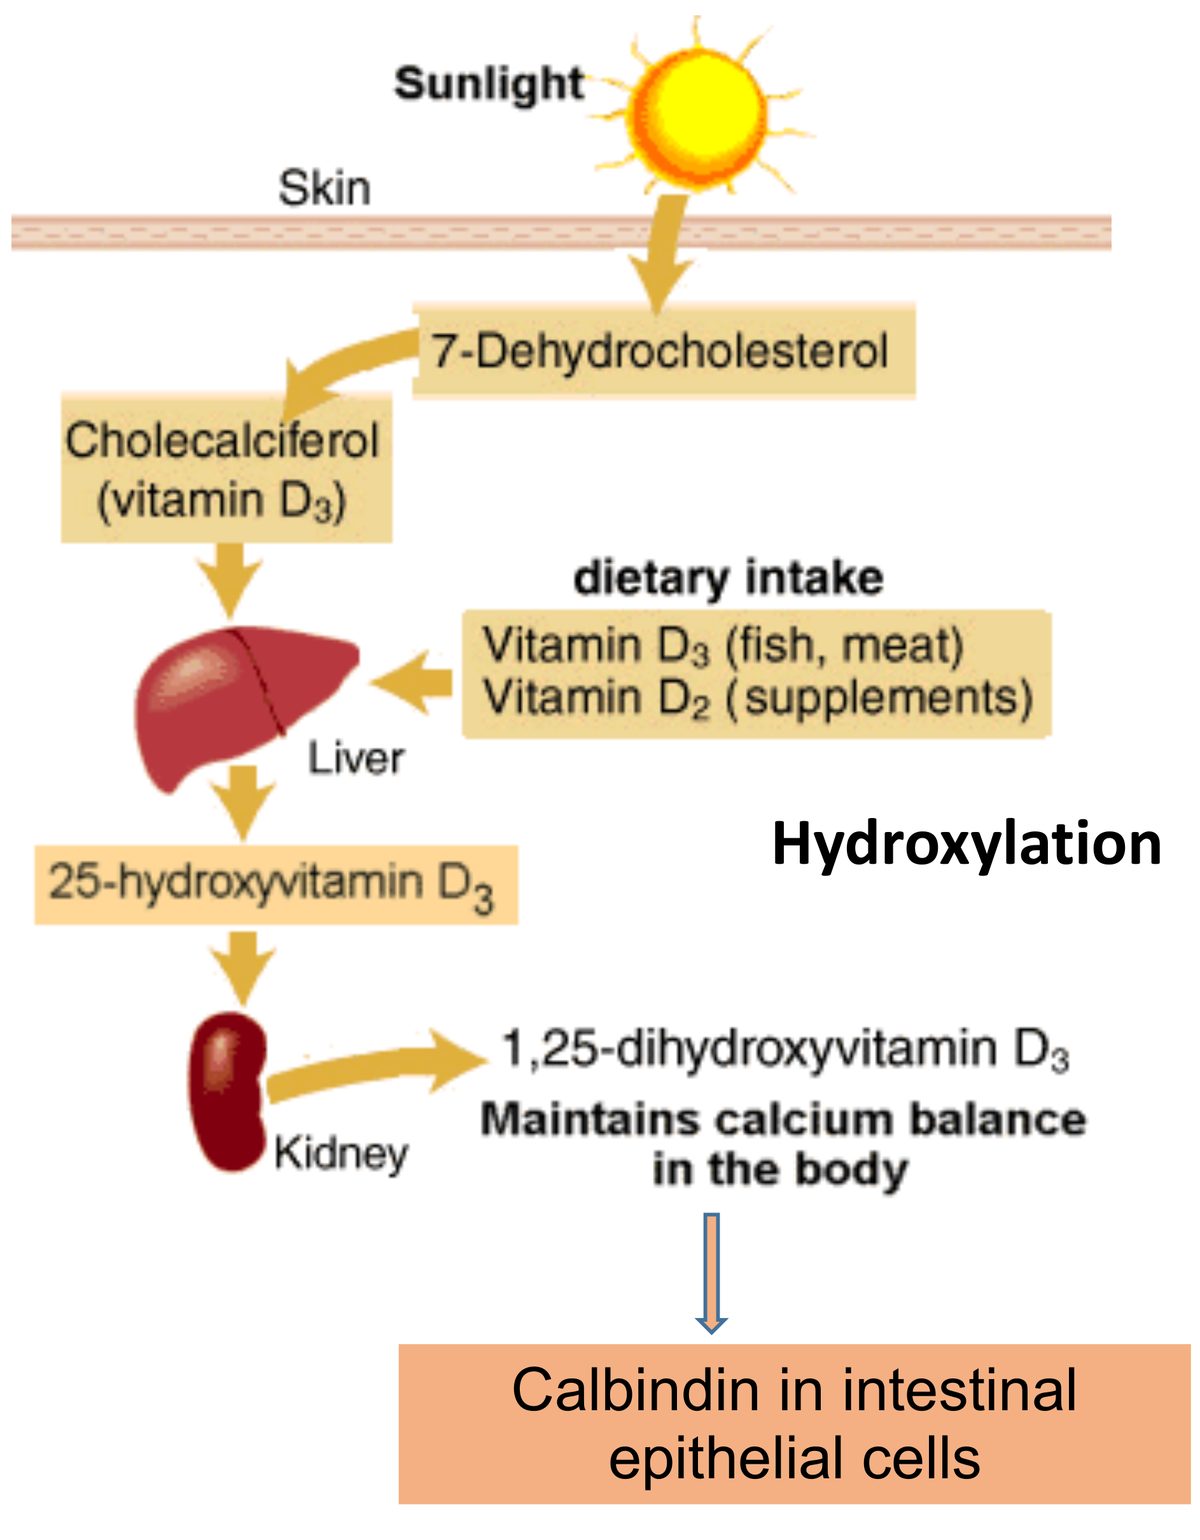 Sunlight
Skin
7-Dehydrocholesterol
Cholecalciferol
(vitamin D₃)
dietary intake
Vitamin D₃ (fish, meat)
Vitamin D₂ (supplements)
Liver
Hydroxylation
25-hydroxyvitamin D₃
1,25-dihydroxyvitamin D₃
Maintains calcium balance
in the body
Kidney
Calbindin in intestinal
epithelial cells